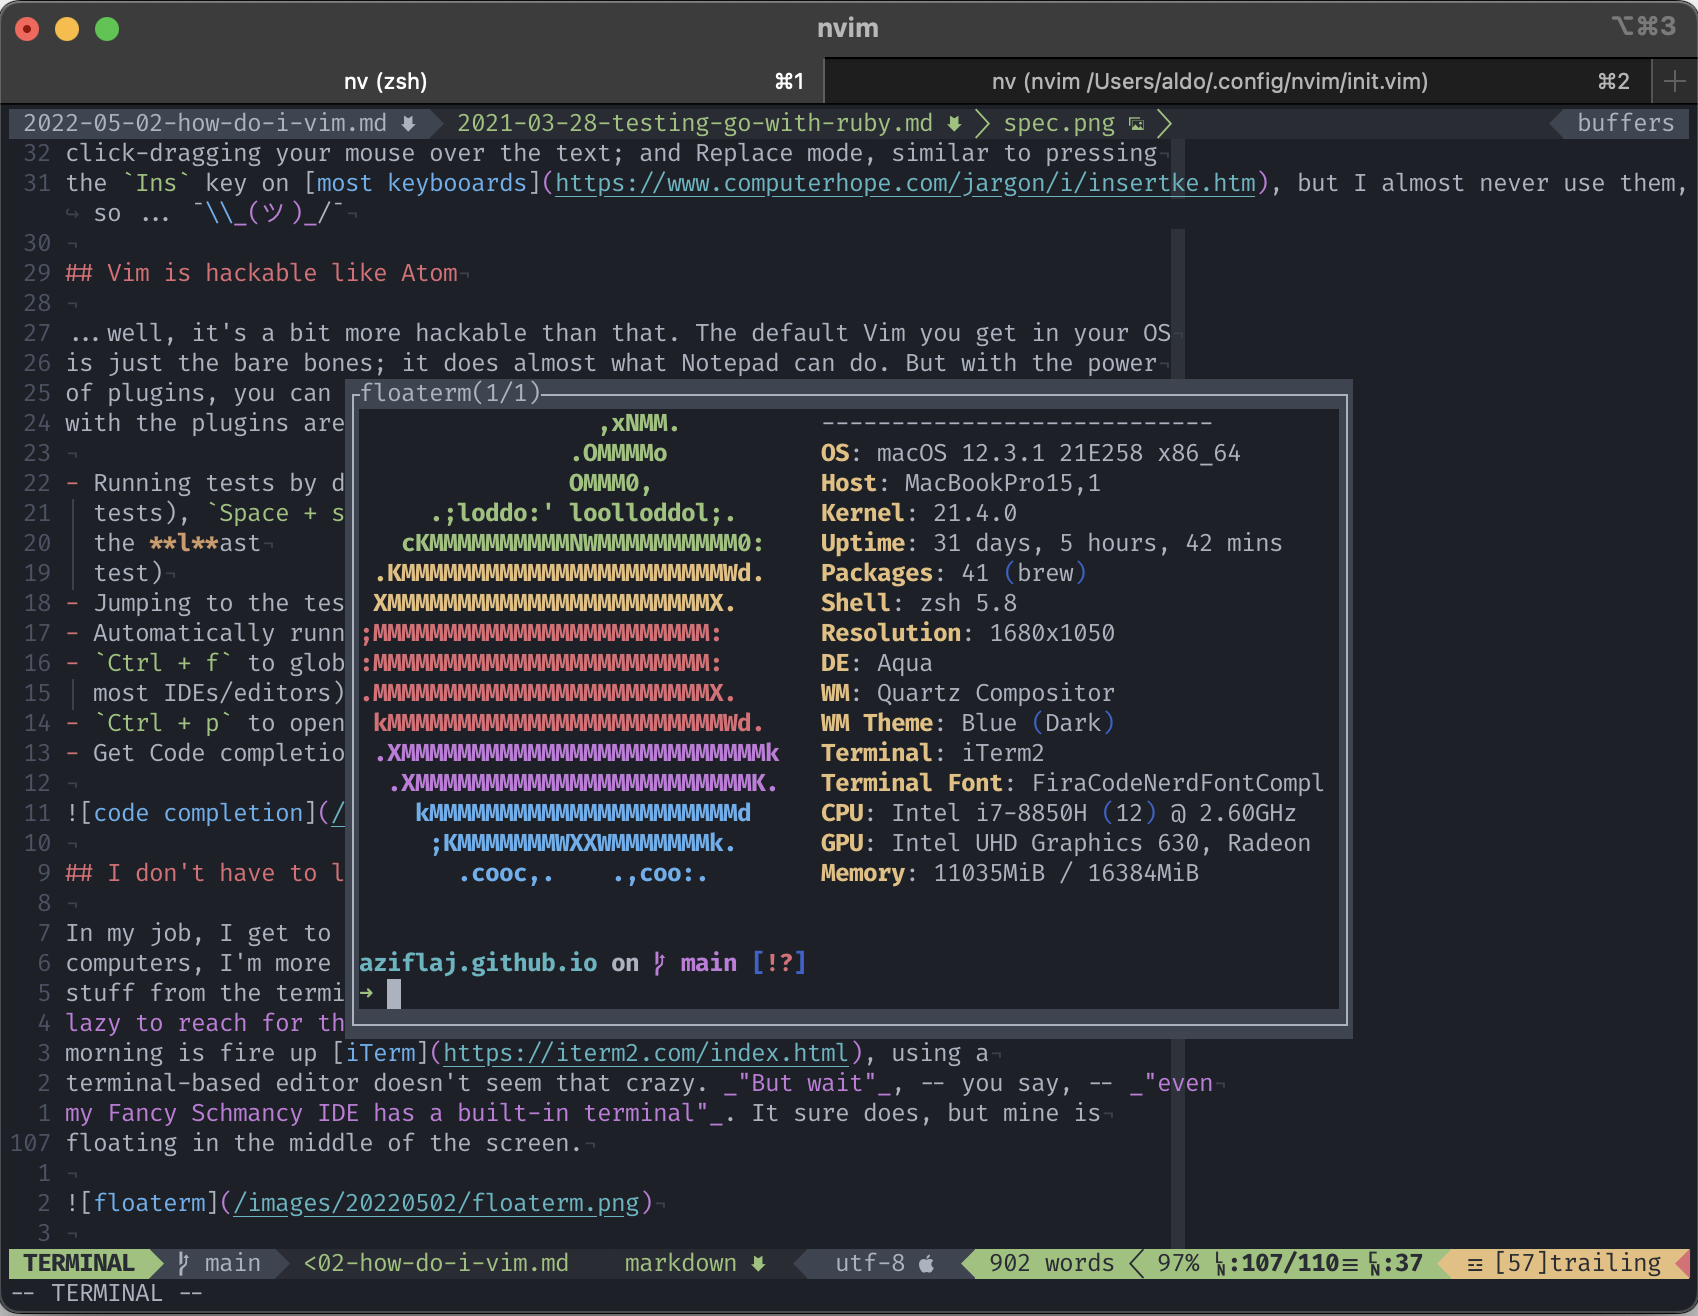 nvim
⌥⌘3
nv (zsh) ⌘1
nv (nvim /Users/aldo/.config/nvim/init.vim) ⌘2 +
2022-05-02-how-do-i-vim.md 2021-03-28-testing-go-with-ruby.md spec.png buffers
32 click-dragging your mouse over the text; and Replace mode, similar to pressing¬
31 the `Ins` key on [most keybooards](https://www.computerhope.com/jargon/i/insertke.htm), but I almost never use them,
↪ so ... ¯\\_(ツ)_/¯¬
30 ¬
29 ## Vim is hackable like Atom¬
28 ¬
27 ...well, it's a bit more hackable than that. The default Vim you get in your OS¬
26 is just the bare bones; it does almost what Notepad can do. But with the power¬
25 of plugins, you can
24 with the plugins are
23 ¬
22 - Running tests by d
21 tests), `Space + s
20 the **l**ast¬
19 test)¬
18 - Jumping to the tes
17 - Automatically runn
16 - `Ctrl + f` to glob
15 most IDEs/editors)
14 - `Ctrl + p` to open
13 - Get Code completio
12 ¬
11 ![code completion](/
10 ¬
9 ## I don't have to l
8 ¬
7 In my job, I get to
6 computers, I'm more
5 stuff from the termi
4 lazy to reach for th
3 morning is fire up [iTerm](https://iterm2.com/index.html), using a¬
2 terminal-based editor doesn't seem that crazy. _"But wait"_, -- you say, -- _"even¬
1 my Fancy Schmancy IDE has a built-in terminal"_. It sure does, but mine is¬
107 floating in the middle of the screen.¬
1 ¬
2 ![floaterm](/images/20220502/floaterm.png)¬
3 ¬
floaterm(1/1)
,xNMM. ----------------------------
.OMMMMo OS: macOS 12.3.1 21E258 x86_64
OMMM0, Host: MacBookPro15,1
.;loddo:' loolloddol;. Kernel: 21.4.0
cKMMMMMMMMMMNWMMMMMMMMMM0: Uptime: 31 days, 5 hours, 42 mins
.KMMMMMMMMMMMMMMMMMMMMMMMWd. Packages: 41 (brew)
XMMMMMMMMMMMMMMMMMMMMMMMX. Shell: zsh 5.8
;MMMMMMMMMMMMMMMMMMMMMMMM: Resolution: 1680x1050
:MMMMMMMMMMMMMMMMMMMMMMMM: DE: Aqua
.MMMMMMMMMMMMMMMMMMMMMMMMX. WM: Quartz Compositor
kMMMMMMMMMMMMMMMMMMMMMMMMWd. WM Theme: Blue (Dark)
.XMMMMMMMMMMMMMMMMMMMMMMMMMMk Terminal: iTerm2
.XMMMMMMMMMMMMMMMMMMMMMMMMK. Terminal Font: FiraCodeNerdFontCompl
kMMMMMMMMMMMMMMMMMMMMMMd CPU: Intel i7-8850H (12) @ 2.60GHz
;KMMMMMMMWXXWMMMMMMMk. GPU: Intel UHD Graphics 630, Radeon
.cooc,. .,coo:. Memory: 11035MiB / 16384MiB
aziflaj.github.io on main [!?]
➜
TERMINAL main <02-how-do-i-vim.md markdown utf-8 902 words 97% LN:107/110≡ CN:37 ☲ [57]trailing
-- TERMINAL --